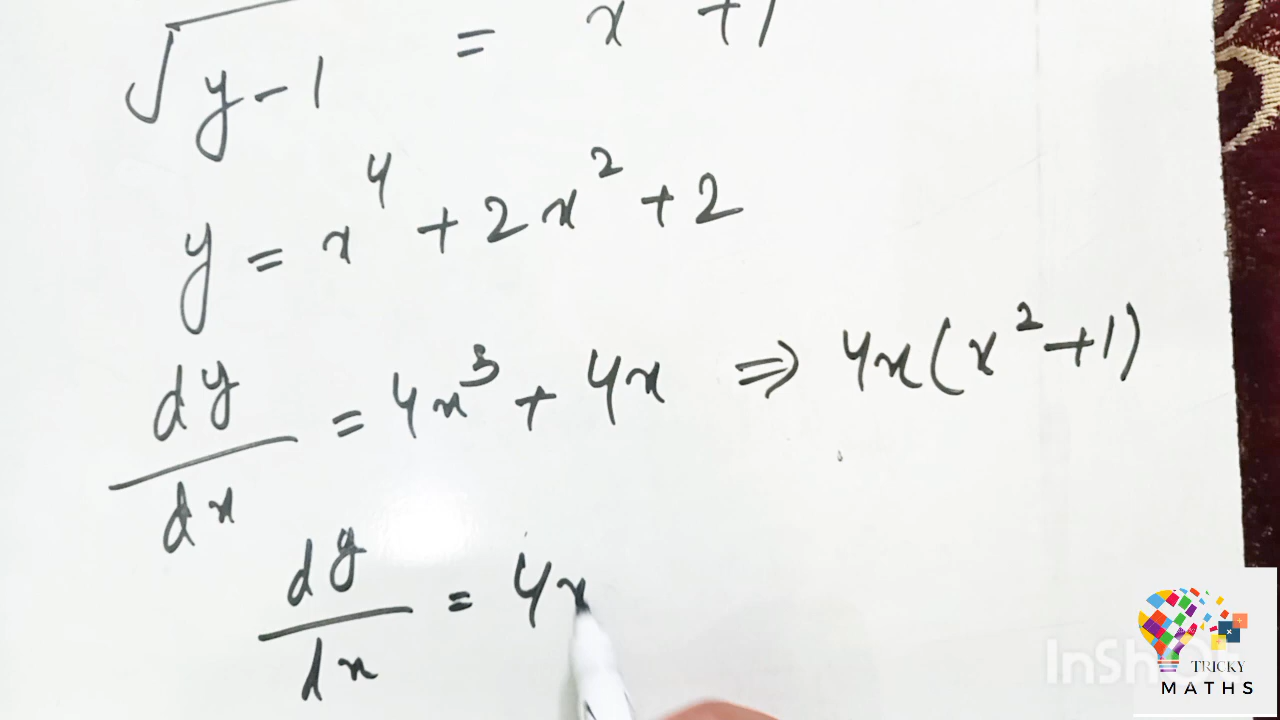 √y-1 = x +1
y = x⁴ + 2x² + 2
dy/dx = 4x³ + 4x ⇒ 4x(x²+1)
dy/dx = 4x
InShOt
TRICKY
MATHS